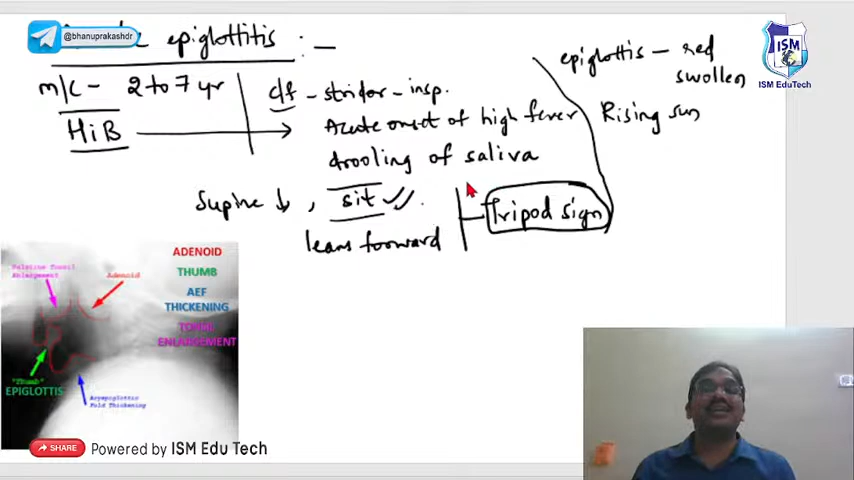 @bhanuprakashdr
epiglottitis : —
m/c - 2 to 7 yr
HiB
c/f - stridor - insp.
Acute onset of high fever
drooling of saliva
Supine ↓ , sit ✓✓ .
leans forward
Tripod sign
epiglottis - red
swollen
Rising sun
ISM
ISM EduTech
Palatine Tonsil
Enlargement
Adenoid
"Thumb"
EPIGLOTTIS
Aryepiglottic
Fold Thickening
ADENOID
THUMB
AEF
THICKENING
TONSIL
ENLARGEMENT
SHARE
Powered by ISM Edu Tech